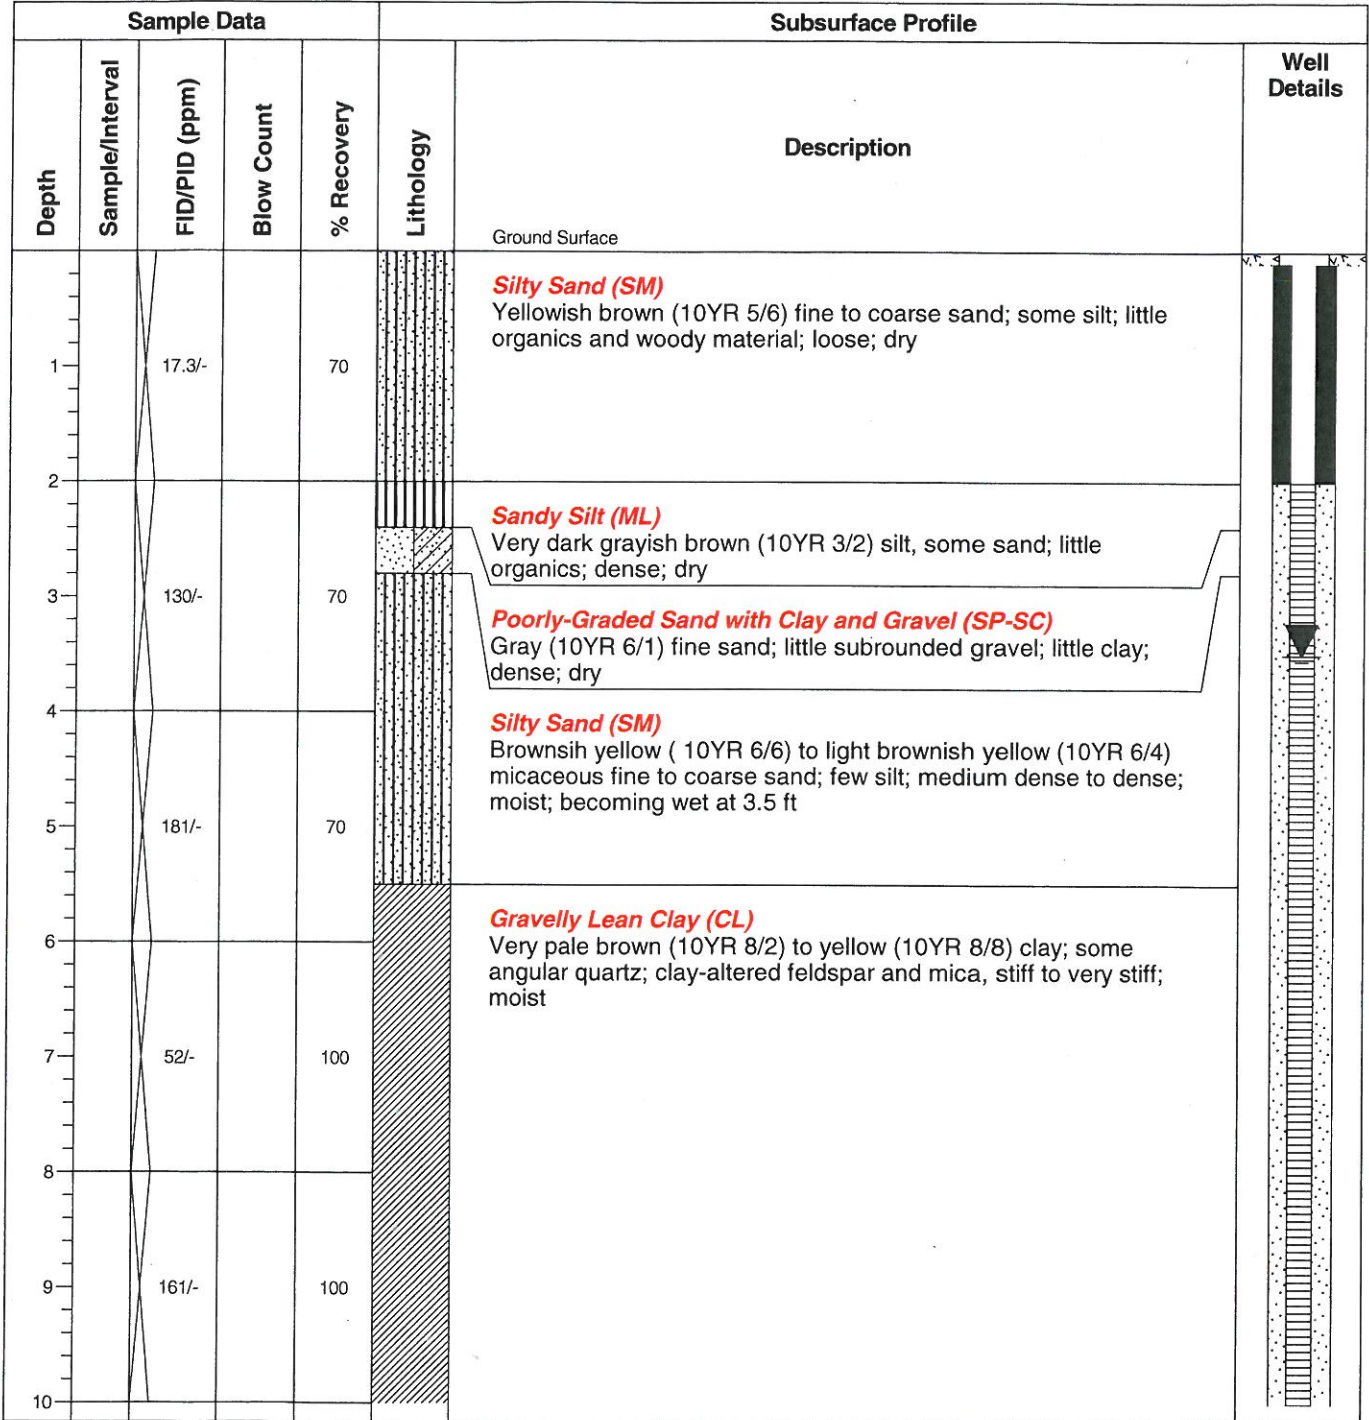 Sample Data
Subsurface Profile
Depth
Sample/Interval
FID/PID (ppm)
Blow Count
% Recovery
Lithology
Description
Well
Details
Ground Surface
Silty Sand (SM)
Yellowish brown (10YR 5/6) fine to coarse sand; some silt; little
organics and woody material; loose; dry
1
17.3/-
70
2
Sandy Silt (ML)
Very dark grayish brown (10YR 3/2) silt, some sand; little
organics; dense; dry
3
130/-
70
Poorly-Graded Sand with Clay and Gravel (SP-SC)
Gray (10YR 6/1) fine sand; little subrounded gravel; little clay;
dense; dry
4
Silty Sand (SM)
Brownsih yellow ( 10YR 6/6) to light brownish yellow (10YR 6/4)
micaceous fine to coarse sand; few silt; medium dense to dense;
moist; becoming wet at 3.5 ft
5
181/-
70
Gravelly Lean Clay (CL)
Very pale brown (10YR 8/2) to yellow (10YR 8/8) clay; some
angular quartz; clay-altered feldspar and mica, stiff to very stiff;
moist
6
7
52/-
100
8
9
161/-
100
10